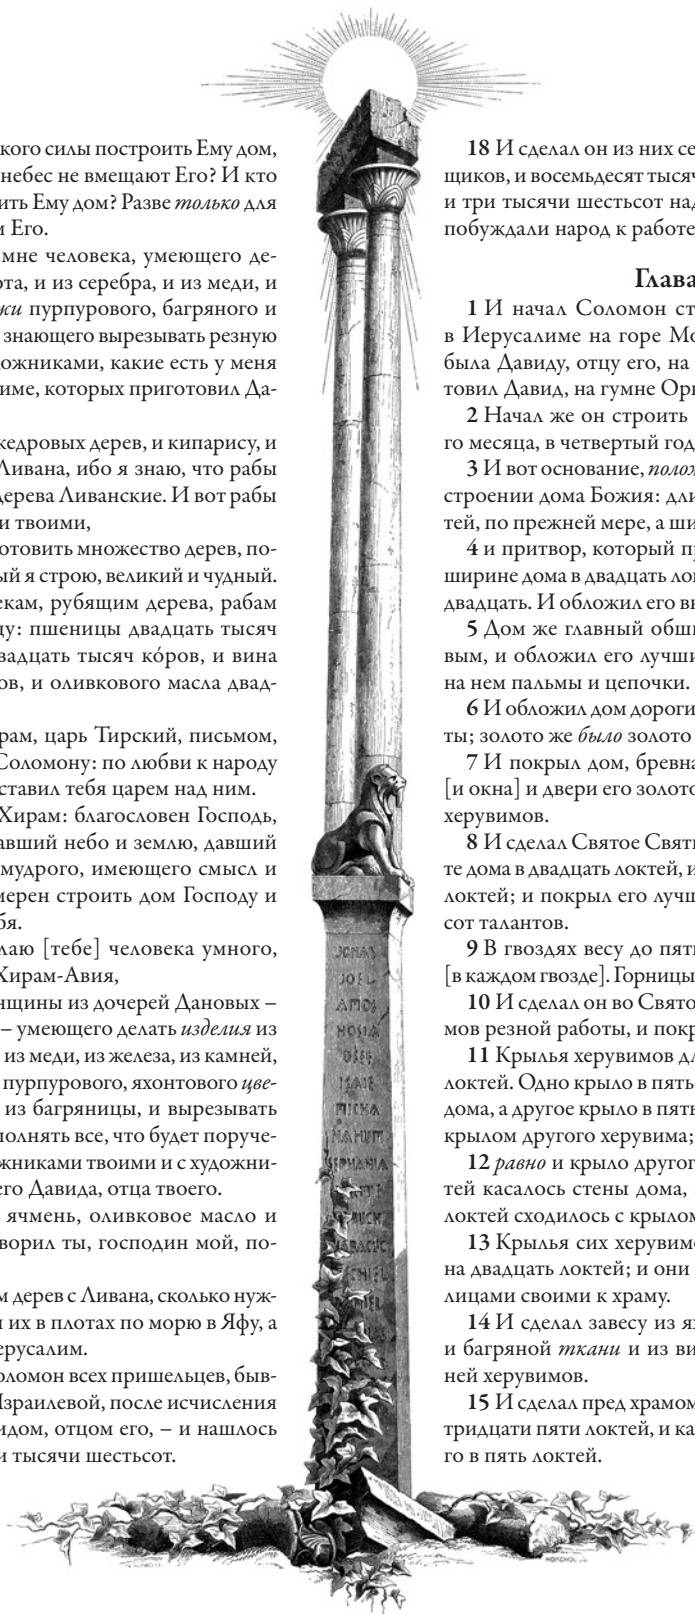 кого силы построить Ему дом,
небес не вмещают Его? И кто
ить Ему дом? Разве только для
м Его.
мне человека, умеющего де-
ота, и из серебра, и из меди, и
жи пурпурового, багряного и
знающего вырезывать резную
ожниками, какие есть у меня
име, которых приготовил Да-
кедровых дерев, и кипарису, и
Ливана, ибо я знаю, что рабы
дерева Ливанские. И вот рабы
и твоими,
отовить множество дерев, по-
ый я строю, великий и чудный.
екам, рубящим дерева, рабам
цу: пшеницы двадцать тысяч
вадцать тысяч ко́ров, и вина
ов, и оливкового масла двад-
рам, царь Тирский, письмом,
Соломону: по любви к народу
ставил тебя царем над ним.
Хирам: благословен Господь,
авший небо и землю, давший
мудрого, имеющего смысл и
мерен строить дом Господу и
бя.
лаю [тебе] человека умного,
Хирам-Авия,
нщины из дочерей Дановых –
– умеющего делать изделия из
из меди, из железа, из камней,
пурпурового, яхонтового цве-
из багряницы, и вырезывать
полнять все, что будет поруче-
жниками твоими и с художни-
его Давида, отца твоего.
ячмень, оливковое масло и
ворил ты, господин мой, по-
м дерев с Ливана, сколько нуж-
м их в плотах по морю в Яфу, а
ерусалим.
оломон всех пришельцев, быв-
Израилевой, после исчисления
идом, отцом его, – и нашлось
и тысячи шестьсот.
JONAS
JOEL
AMOS
HOSIA
OSEE
ISAIE
MICHA
NAHUM
SEPHANIA
18 И сделал он из них се
щиков, и восемьдесят тысяч
и три тысячи шестьсот над
побуждали народ к работе
Глава
1 И начал Соломон ст
в Иерусалиме на горе Мо
была Давиду, отцу его, на
товил Давид, на гумне Орн
2 Начал же он строить
го месяца, в четвертый год
3 И вот основание, полож
строении дома Божия: дли
тей, по прежней мере, а ши
4 и притвор, который пр
ширине дома в двадцать лок
двадцать. И обложил его вн
5 Дом же главный обши
вым, и обложил его лучши
на нем пальмы и цепочки.
6 И обложил дом дороги
ты; золото же было золото
7 И покрыл дом, бревна
[и окна] и двери его золото
херувимов.
8 И сделал Святое Святы
те дома в двадцать локтей, и
локтей; и покрыл его лучш
сот талантов.
9 В гвоздях весу до пяти
[в каждом гвозде]. Горницы
10 И сделал он во Свято
мов резной работы, и покр
11 Крылья херувимов дл
локтей. Одно крыло в пять
дома, а другое крыло в пять
крылом другого херувима;
12 равно и крыло другог
тей касалось стены дома,
локтей сходилось с крылом
13 Крылья сих херувимо
на двадцать локтей; и они
лицами своими к храму.
14 И сделал завесу из ях
и багряной ткани и из ви
ней херувимов.
15 И сделал пред храмом
тридцати пяти локтей, и ка
го в пять локтей.